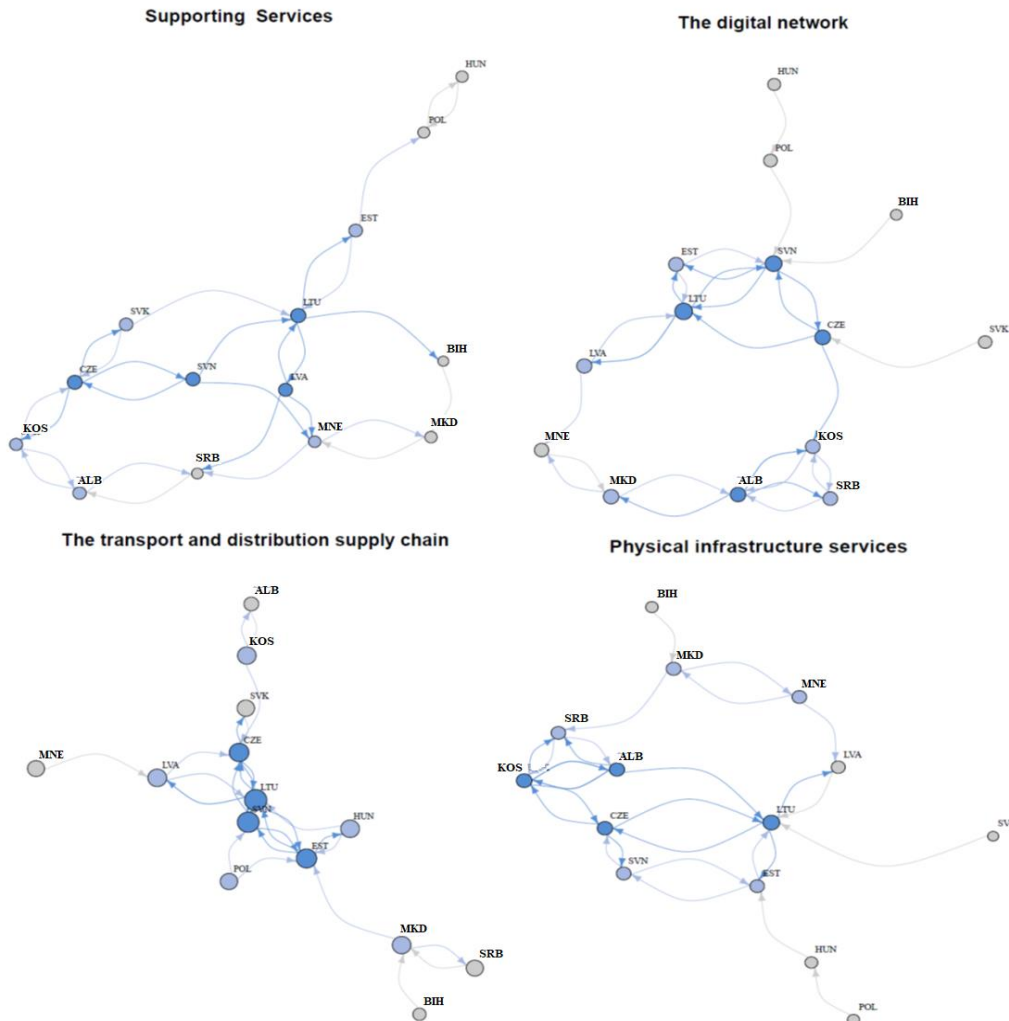 Supporting Services
HUN
POL
EST
LTU
SVK
BIH
CZE
SVN
LVA
MNE
MKD
KOS
SRB
ALB
The digital network
HUN
POL
BIH
EST
SVN
LTU
CZE
SVK
LVA
MNE
KOS
MKD
ALB
SRB
The transport and distribution supply chain
ALB
KOS
SVK
CZE
MNE
LVA
LTU
SVN
HUN
EST
POL
MKD
SRB
BIH
Physical infrastructure services
BIH
MKD
MNE
SRB
ALB
KOS
LVA
LTU
CZE
SV
SVN
EST
HUN
POL